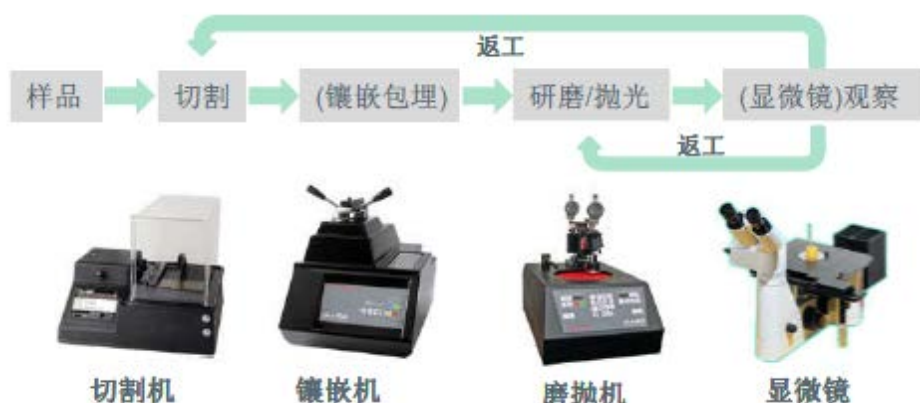 返工
样品
切割
(镶嵌包埋)
研磨/抛光
(显微镜)观察
返工
切割机
镶嵌机
磨抛机
显微镜